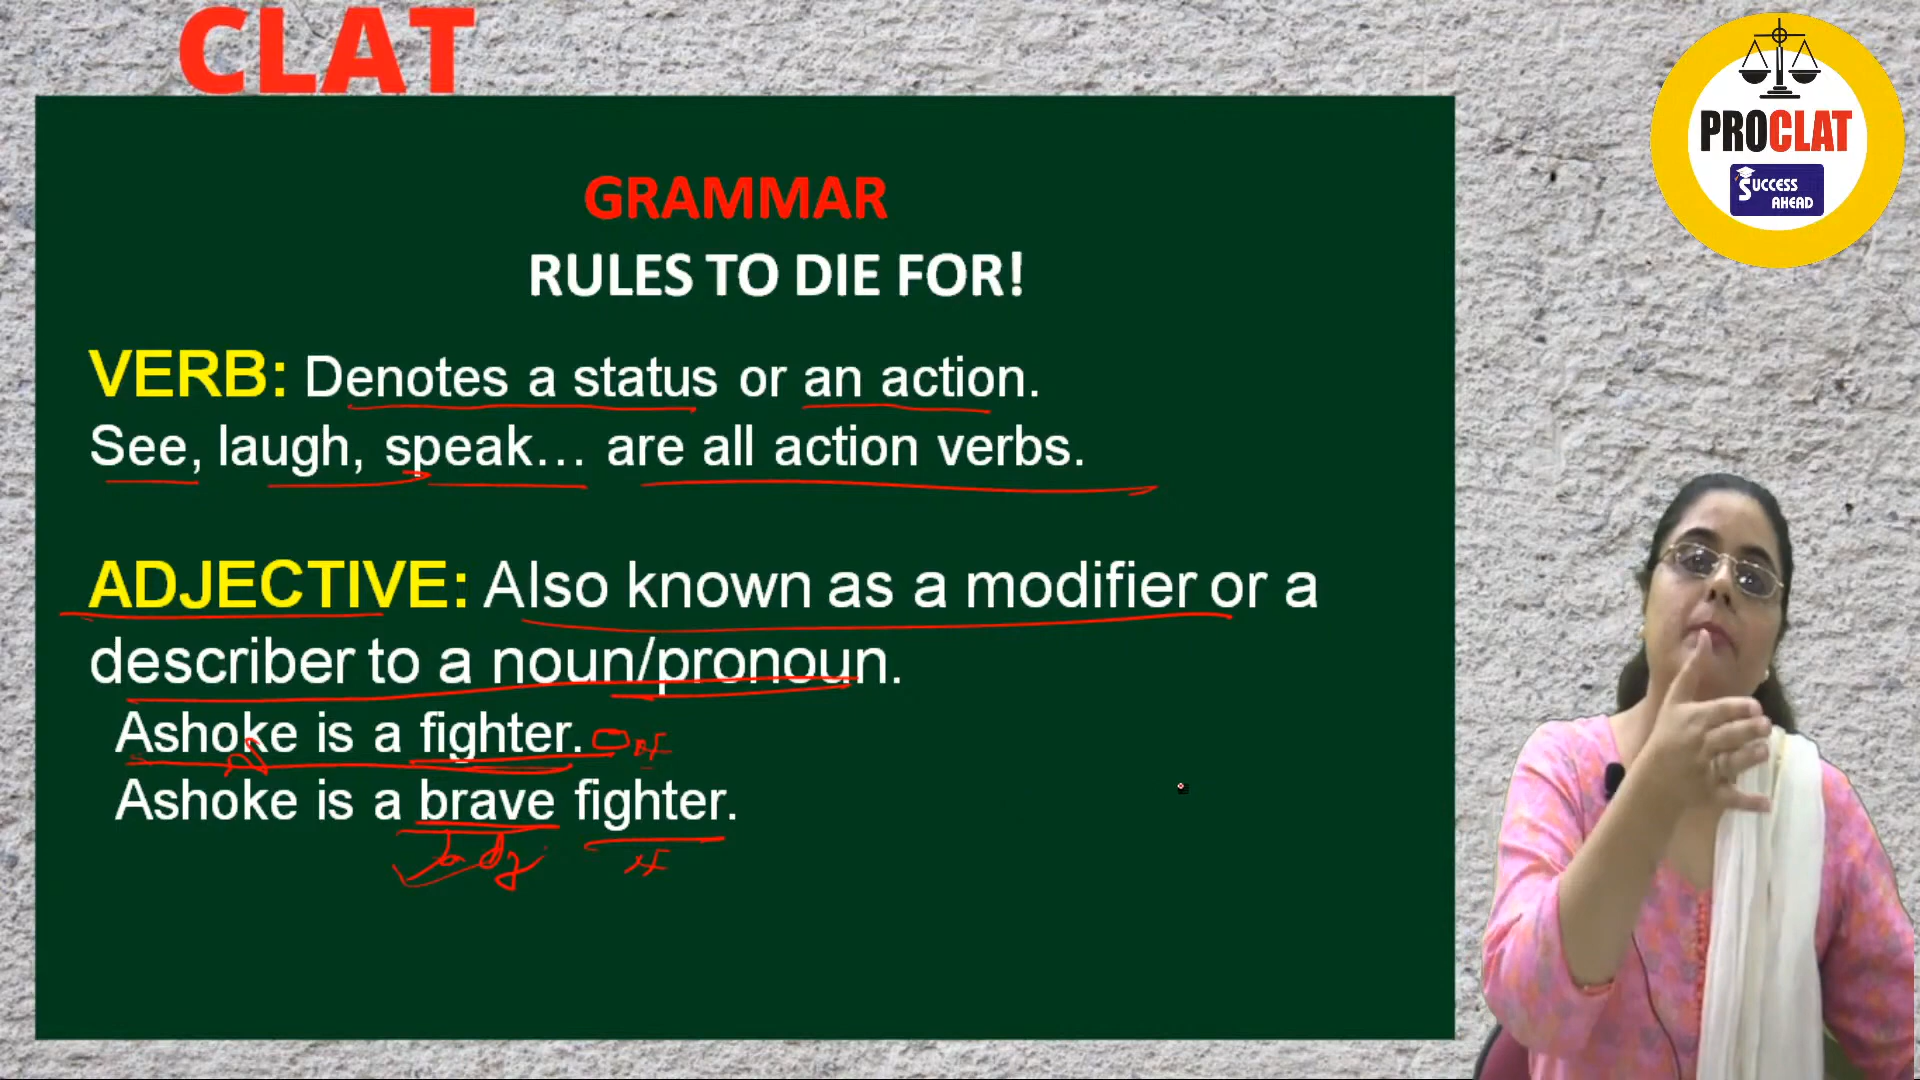 CLAT
PROCLAT
SUCCESS
AHEAD
GRAMMAR
RULES TO DIE FOR!
VERB: Denotes a status or an action.
See, laugh, speak... are all action verbs.
ADJECTIVE: Also known as a modifier or a
describer to a noun/pronoun.
Ashoke is a fighter.
Ashoke is a brave fighter.
adj